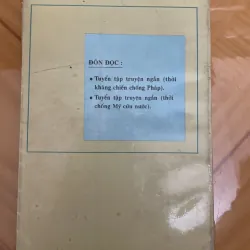 ĐÓN ĐỌC :
• Tuyển tập truyện ngắn (thời
kháng chiến chống Pháp).
• Tuyển tập truyện ngắn (thời
chống Mỹ cứu nước).